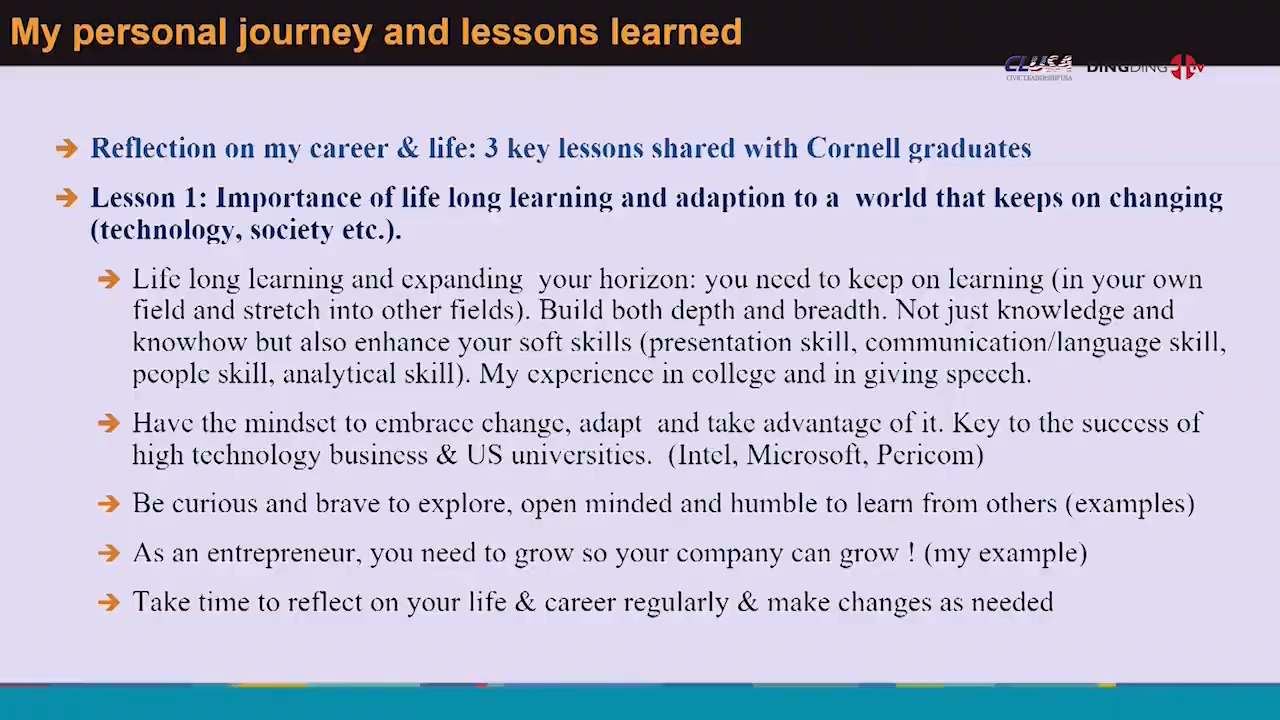 My personal journey and lessons learned
CLUSA
CIVIC LEADERSHIP USA
DINGDING TV
Reflection on my career & life: 3 key lessons shared with Cornell graduates
Lesson 1: Importance of life long learning and adaption to a world that keeps on changing
(technology, society etc.).
Life long learning and expanding your horizon: you need to keep on learning (in your own
field and stretch into other fields). Build both depth and breadth. Not just knowledge and
knowhow but also enhance your soft skills (presentation skill, communication/language skill,
people skill, analytical skill). My experience in college and in giving speech.
Have the mindset to embrace change, adapt and take advantage of it. Key to the success of
high technology business & US universities. (Intel, Microsoft, Pericom)
Be curious and brave to explore, open minded and humble to learn from others (examples)
As an entrepreneur, you need to grow so your company can grow ! (my example)
Take time to reflect on your life & career regularly & make changes as needed